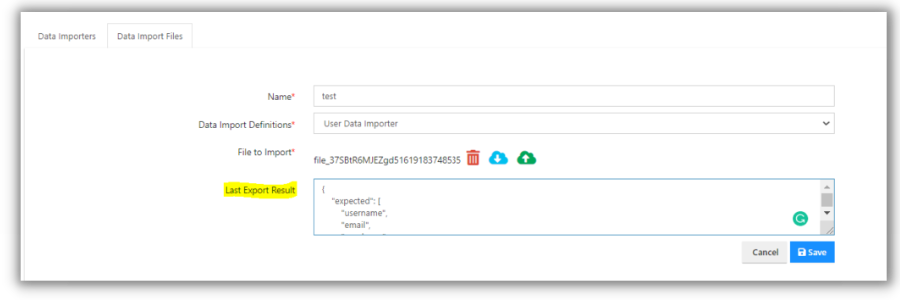 Data Importers Data Import Files
Name* test
Data Import Definitions* User Data Importer
File to Import* file_37SBtR6MJEZgd51619183748535
Last Export Result {
"expected": [
"username",
"email",
Cancel Save